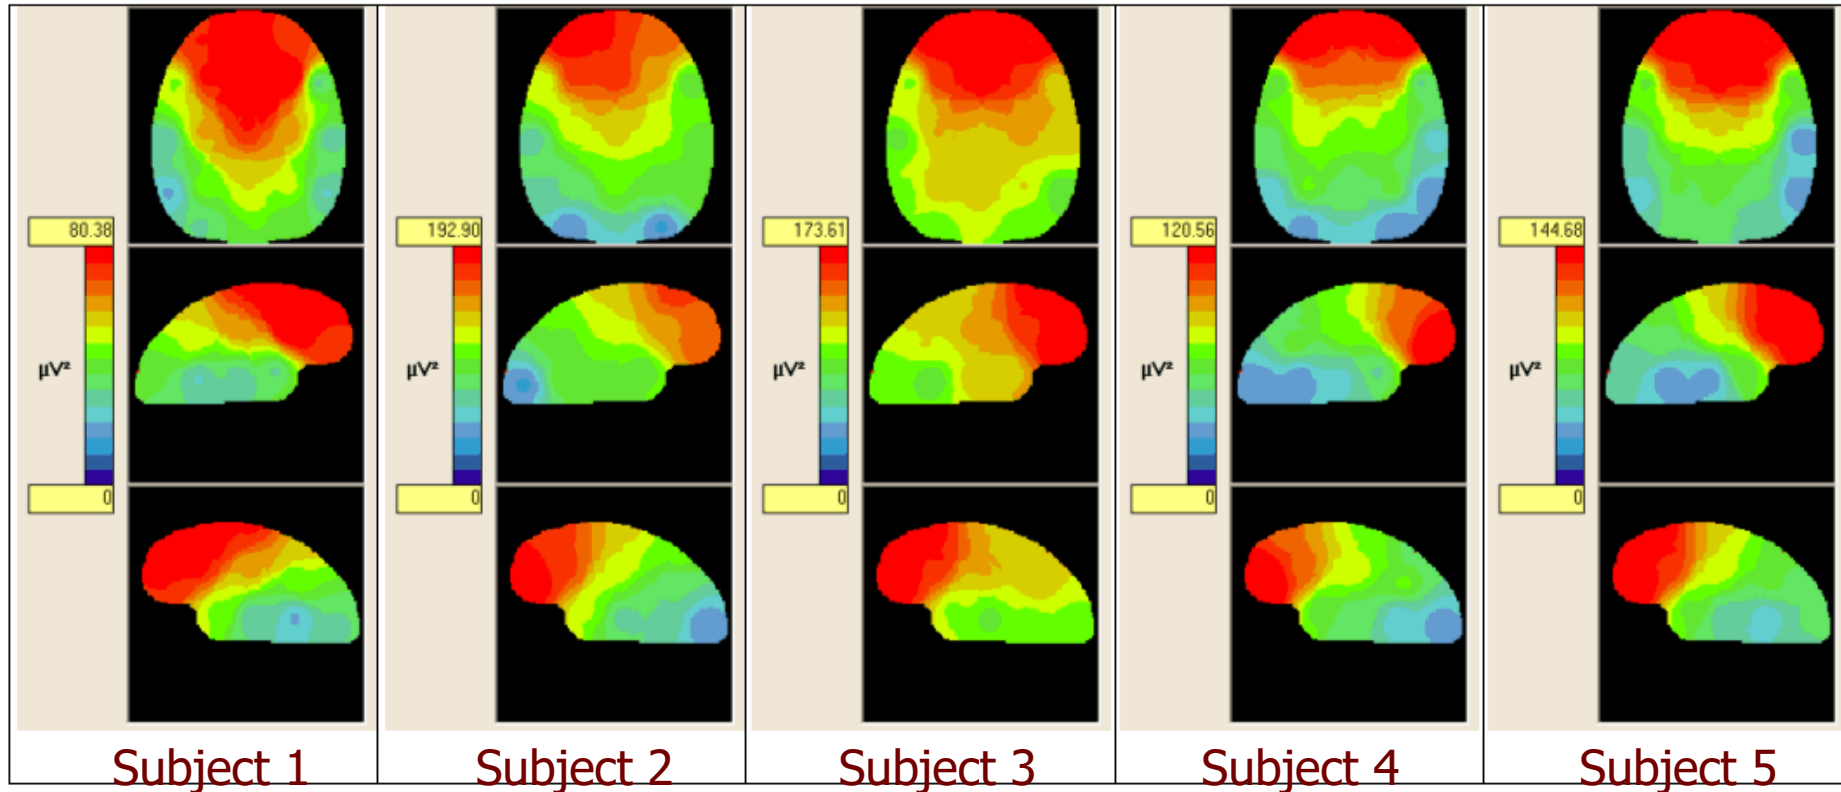 80.38
µV²
0
Subject 1
192.90
µV²
0
Subject 2
173.61
µV²
0
Subject 3
120.56
µV²
0
Subject 4
144.68
µV²
0
Subject 5